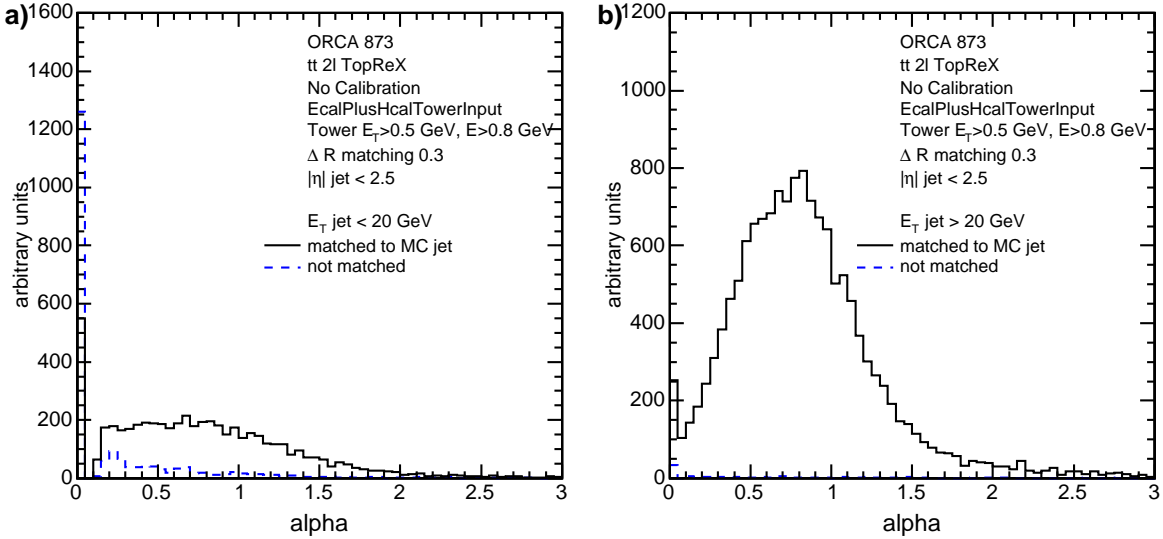 a)
1600
1400
1200
1000
800
600
400
200
0
arbitrary units
ORCA 873
tt 2l TopReX
No Calibration
EcalPlusHcalTowerInput
Tower E_T>0.5 GeV, E>0.8 GeV
Δ R matching 0.3
|η| jet < 2.5
E_T jet < 20 GeV
matched to MC jet
not matched
0 0.5 1 1.5 2 2.5 3
alpha
b)
1200
1000
800
600
400
200
0
arbitrary units
ORCA 873
tt 2l TopReX
No Calibration
EcalPlusHcalTowerInput
Tower E_T>0.5 GeV, E>0.8 GeV
Δ R matching 0.3
|η| jet < 2.5
E_T jet > 20 GeV
matched to MC jet
not matched
0 0.5 1 1.5 2 2.5 3
alpha